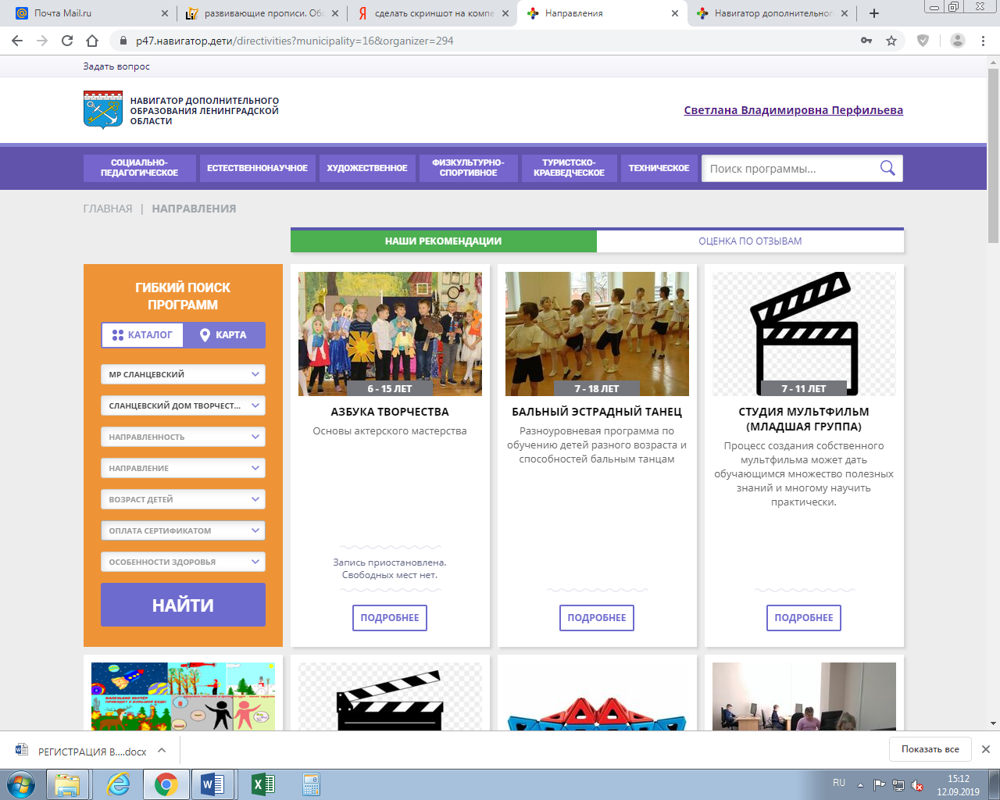 Почта Mail.ru
развивающие прописи. Обс
сделать скриншот на компе
Направления
Навигатор дополнительног
р47.навигатор.дети/directivities?municipality=16&organizer=294
Задать вопрос
НАВИГАТОР ДОПОЛНИТЕЛЬНОГО
ОБРАЗОВАНИЯ ЛЕНИНГРАДСКОЙ
ОБЛАСТИ
Светлана Владимировна Перфильева
СОЦИАЛЬНО-
ПЕДАГОГИЧЕСКОЕ
ЕСТЕСТВЕННОНАУЧНОЕ
ХУДОЖЕСТВЕННОЕ
ФИЗКУЛЬТУРНО-
СПОРТИВНОЕ
ТУРИСТСКО-
КРАЕВЕДЧЕСКОЕ
ТЕХНИЧЕСКОЕ
Поиск программы...
ГЛАВНАЯ | НАПРАВЛЕНИЯ
НАШИ РЕКОМЕНДАЦИИ
ОЦЕНКА ПО ОТЗЫВАМ
ГИБКИЙ ПОИСК
ПРОГРАММ
КАТАЛОГ
КАРТА
МР СЛАНЦЕВСКИЙ
СЛАНЦЕВСКИЙ ДОМ ТВОРЧЕСТ...
НАПРАВЛЕННОСТЬ
НАПРАВЛЕНИЕ
ВОЗРАСТ ДЕТЕЙ
ОПЛАТА СЕРТИФИКАТОМ
ОСОБЕННОСТИ ЗДОРОВЬЯ
НАЙТИ
6 - 15 ЛЕТ
АЗБУКА ТВОРЧЕСТВА
Основы актерского мастерства
Запись приостановлена.
Свободных мест нет.
ПОДРОБНЕЕ
7 - 18 ЛЕТ
БАЛЬНЫЙ ЭСТРАДНЫЙ ТАНЕЦ
Разноуровневая программа по
обучению детей разного возраста и
способностей бальным танцам
ПОДРОБНЕЕ
7 - 11 ЛЕТ
СТУДИЯ МУЛЬТФИЛЬМ
(МЛАДШАЯ ГРУППА)
Процесс создания собственного
мультфильма может дать
обучающимся множество полезных
знаний и многому научить
практически.
ПОДРОБНЕЕ
РЕГИСТРАЦИЯ В....docx
Показать все
RU
15:12
12.09.2019